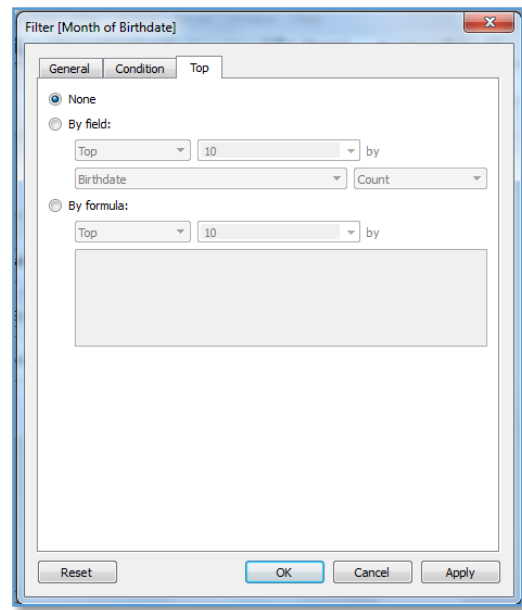 Filter [Month of Birthdate]
General Condition Top
None
By field:
Top 10 by
Birthdate Count
By formula:
Top 10 by
Reset OK Cancel Apply